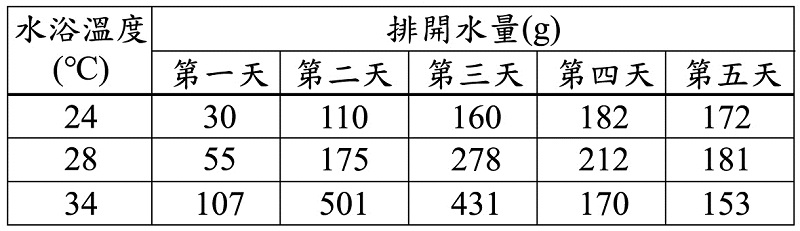 水浴溫度(℃) 排開水量(g)
第一天 第二天 第三天 第四天 第五天
24 30 110 160 182 172
28 55 175 278 212 181
34 107 501 431 170 153